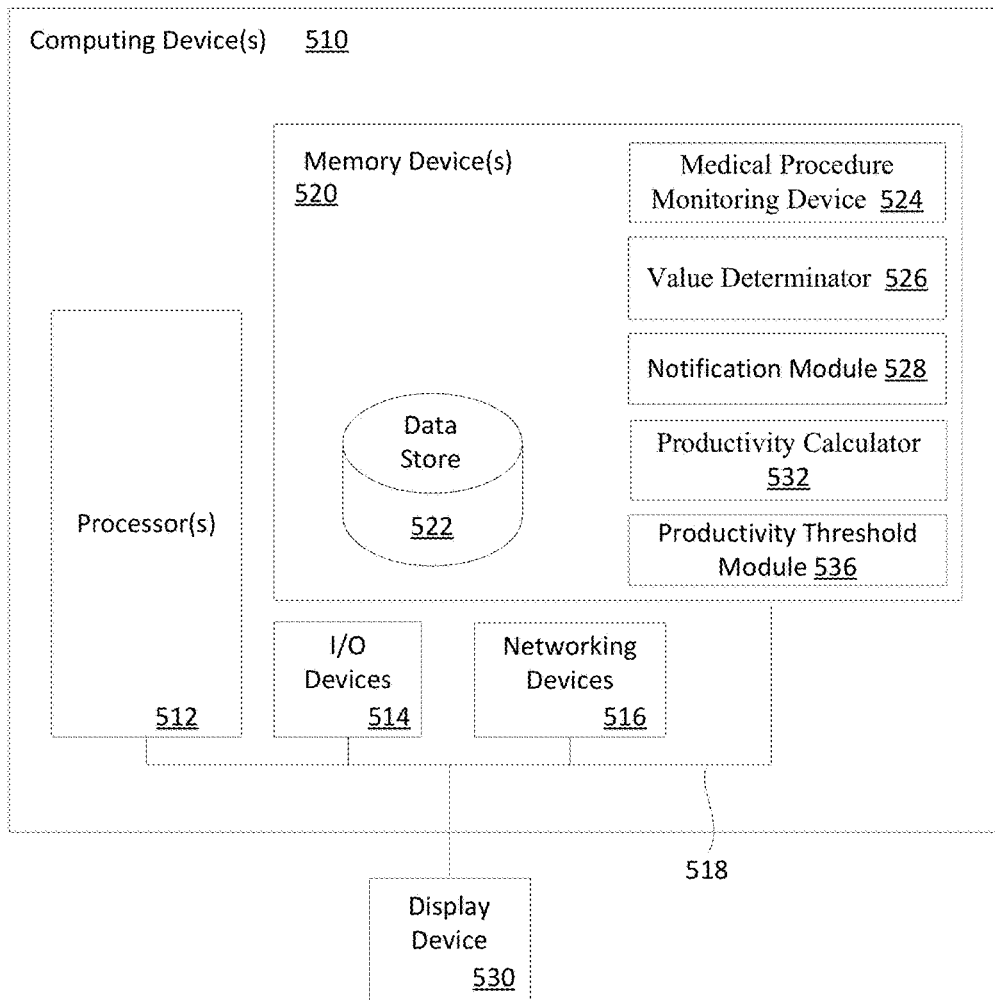 Computing Device(s) 510
Memory Device(s)
520
Medical Procedure
Monitoring Device 524
Value Determinator 526
Notification Module 528
Productivity Calculator
532
Productivity Threshold
Module 536
Data
Store
522
Processor(s)
512
I/O
Devices
514
Networking
Devices
516
518
Display
Device
530